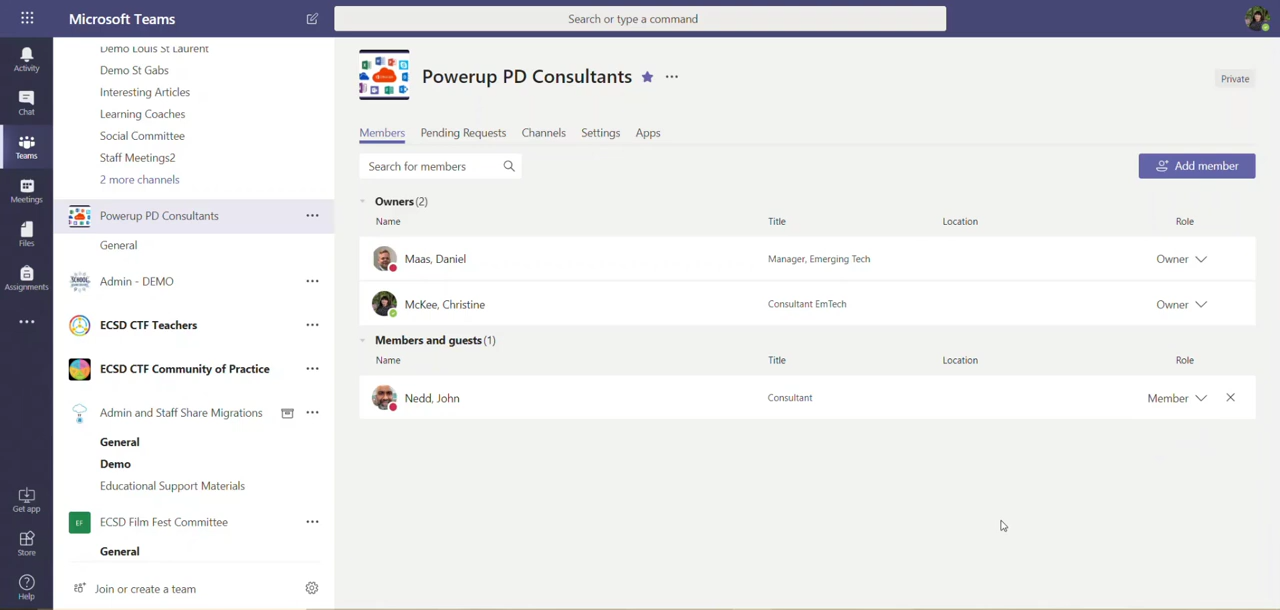 Microsoft Teams
Search or type a command
Activity
Chat
Teams
Meetings
Files
Assignments
Get app
Store
Help
Demo Louis St Laurent
Demo St Gabs
Interesting Articles
Learning Coaches
Social Committee
Staff Meetings2
2 more channels
Powerup PD Consultants
General
Admin - DEMO
ECSD CTF Teachers
ECSD CTF Community of Practice
Admin and Staff Share Migrations
General
Demo
Educational Support Materials
EF ECSD Film Fest Committee
General
Join or create a team
Powerup PD Consultants
Private
Members Pending Requests Channels Settings Apps
Search for members
Add member
Owners (2)
Name Title Location Role
Maas, Daniel Manager, Emerging Tech Owner
McKee, Christine Consultant EmTech Owner
Members and guests (1)
Name Title Location Role
Nedd, John Consultant Member